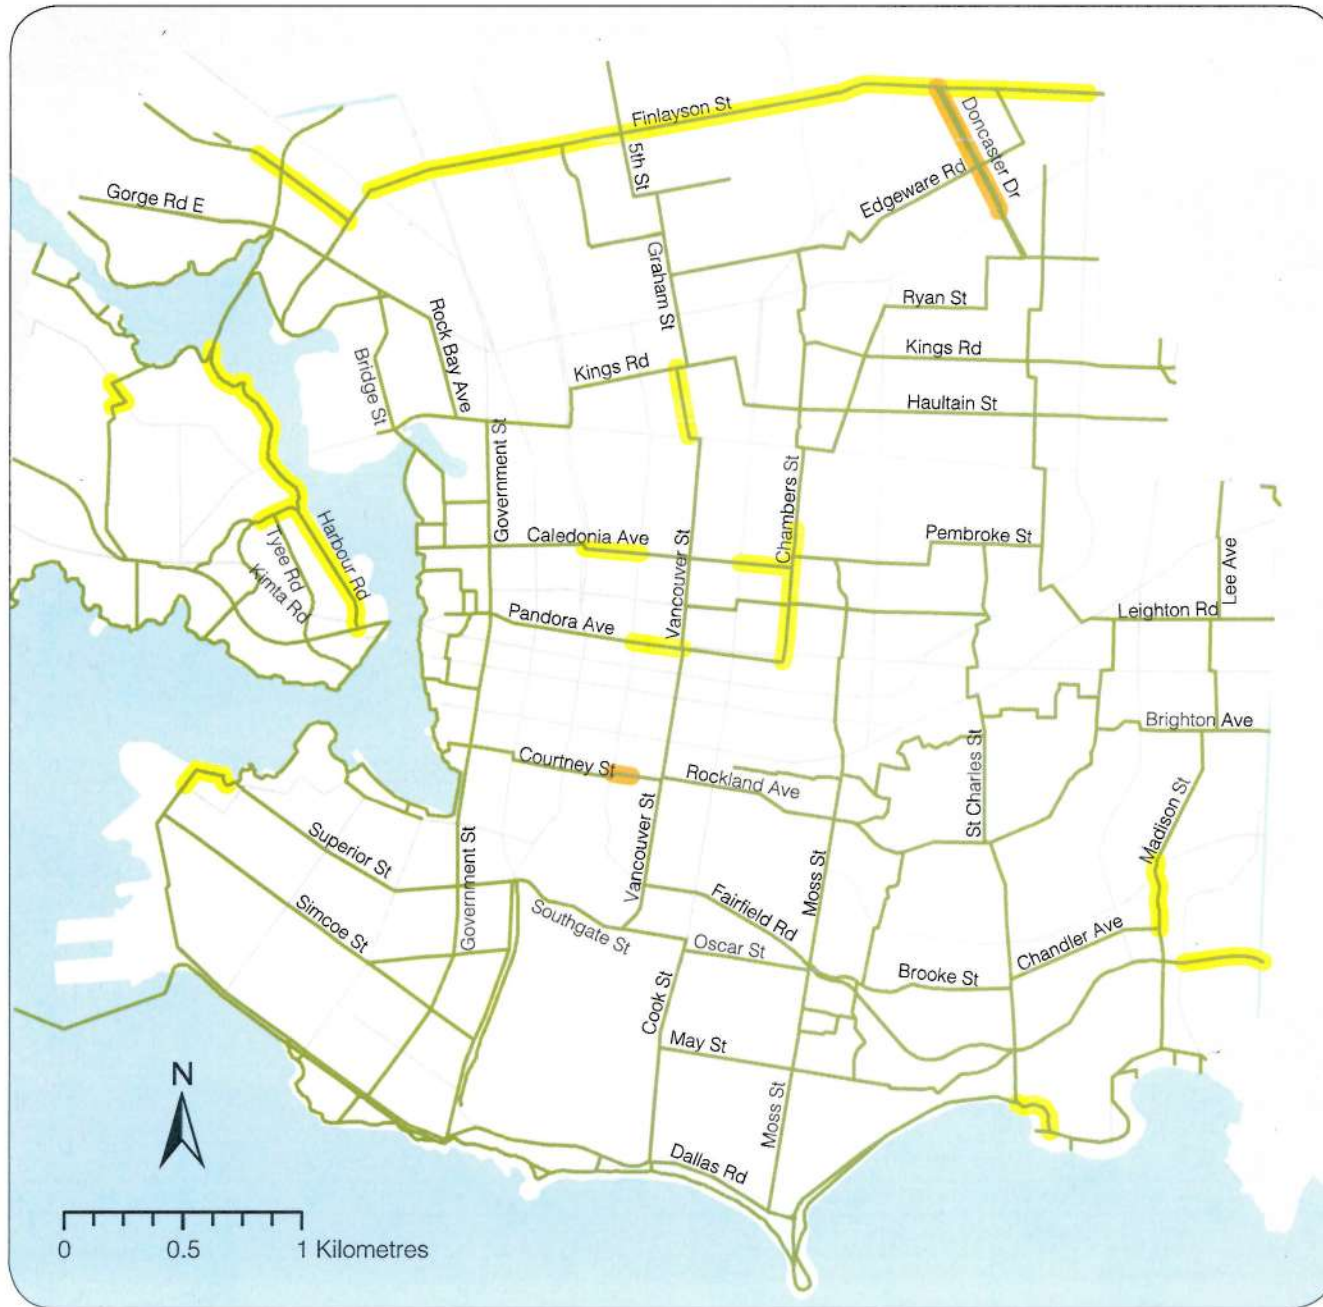 Finlayson St
5th St
Doncaster Dr
Edgeware Rd
Gorge Rd E
Graham St
Rock Bay Ave
Ryan St
Bridge St
Kings Rd
Kings Rd
Haultain St
Government St
Chambers St
Caledonia Ave
Pembroke St
Harbour Rd
Tyee Rd
Kimta Rd
Vancouver St
Lee Ave
Pandora Ave
Leighton Rd
Brighton Ave
Courtney St
Rockland Ave
St Charles St
Madison St
Superior St
Vancouver St
Government St
Moss St
Fairfield Rd
Simcoe St
Southgate St
Oscar St
Chandler Ave
Brooke St
Cook St
May St
N
Moss St
Dallas Rd
0 0.5 1 Kilometres